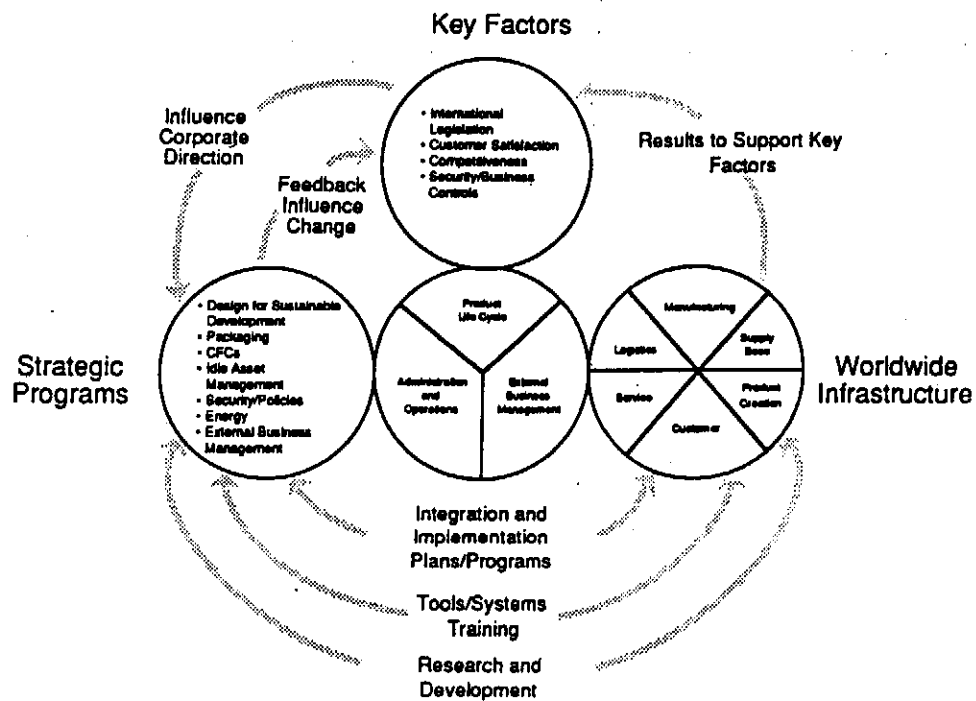 Key Factors
Influence
Corporate
Direction
• International
Legislation
• Customer Satisfaction
• Competiveness
• Security/Business
Controls
Results to Support Key
Factors
Feedback
Influence
Change
Strategic
Programs
• Design for Sustainable
Development
• Packaging
• CFCs
• Idle Asset
Management
• Security/Policies
• Energy
• External Business
Management
Product
Life Cycle
Administration
and
Operations
External
Business
Management
Manufacturing
Logistics
Supply
Base
Service
Product
Creation
Customer
Worldwide
Infrastructure
Integration and
Implementation
Plans/Programs
Tools/Systems
Training
Research and
Development